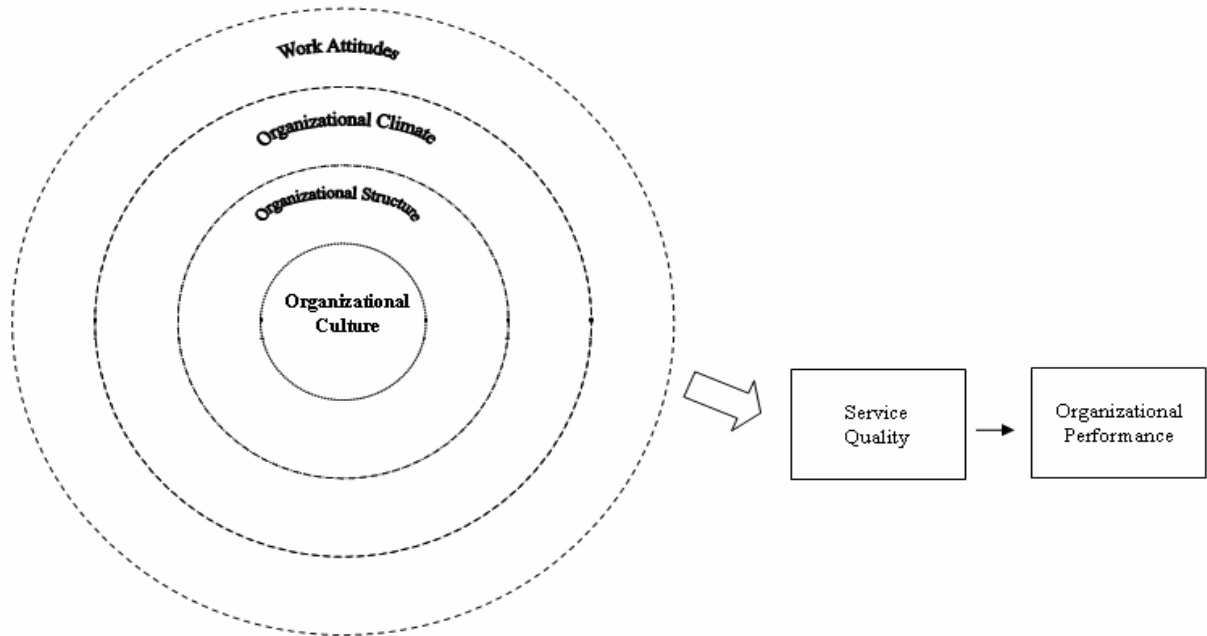 Work Attitudes
Organizational Climate
Organizational Structure
Organizational
Culture
Service
Quality
Organizational
Performance